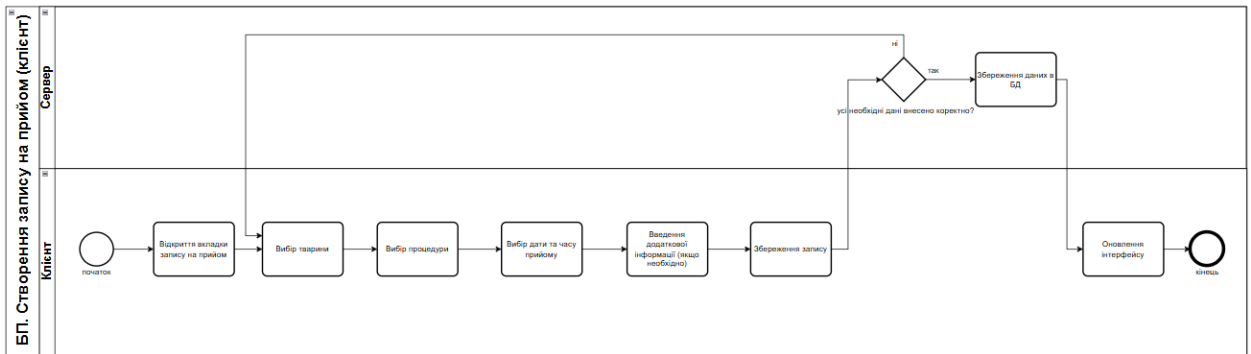 БП. Створення запису на прийом (клієнт)
Сервер
ні
так
усі необхідні дані внесено коректно?
Збереження даних в
БД
Клієнт
початок
Відкриття вкладки
запису на прийом
Вибір тварини
Вибір процедури
Вибір дати та часу
прийому
Введення
додаткової
інформації (якщо
необхідно)
Збереження запису
Оновлення
інтерфейсу
кінець